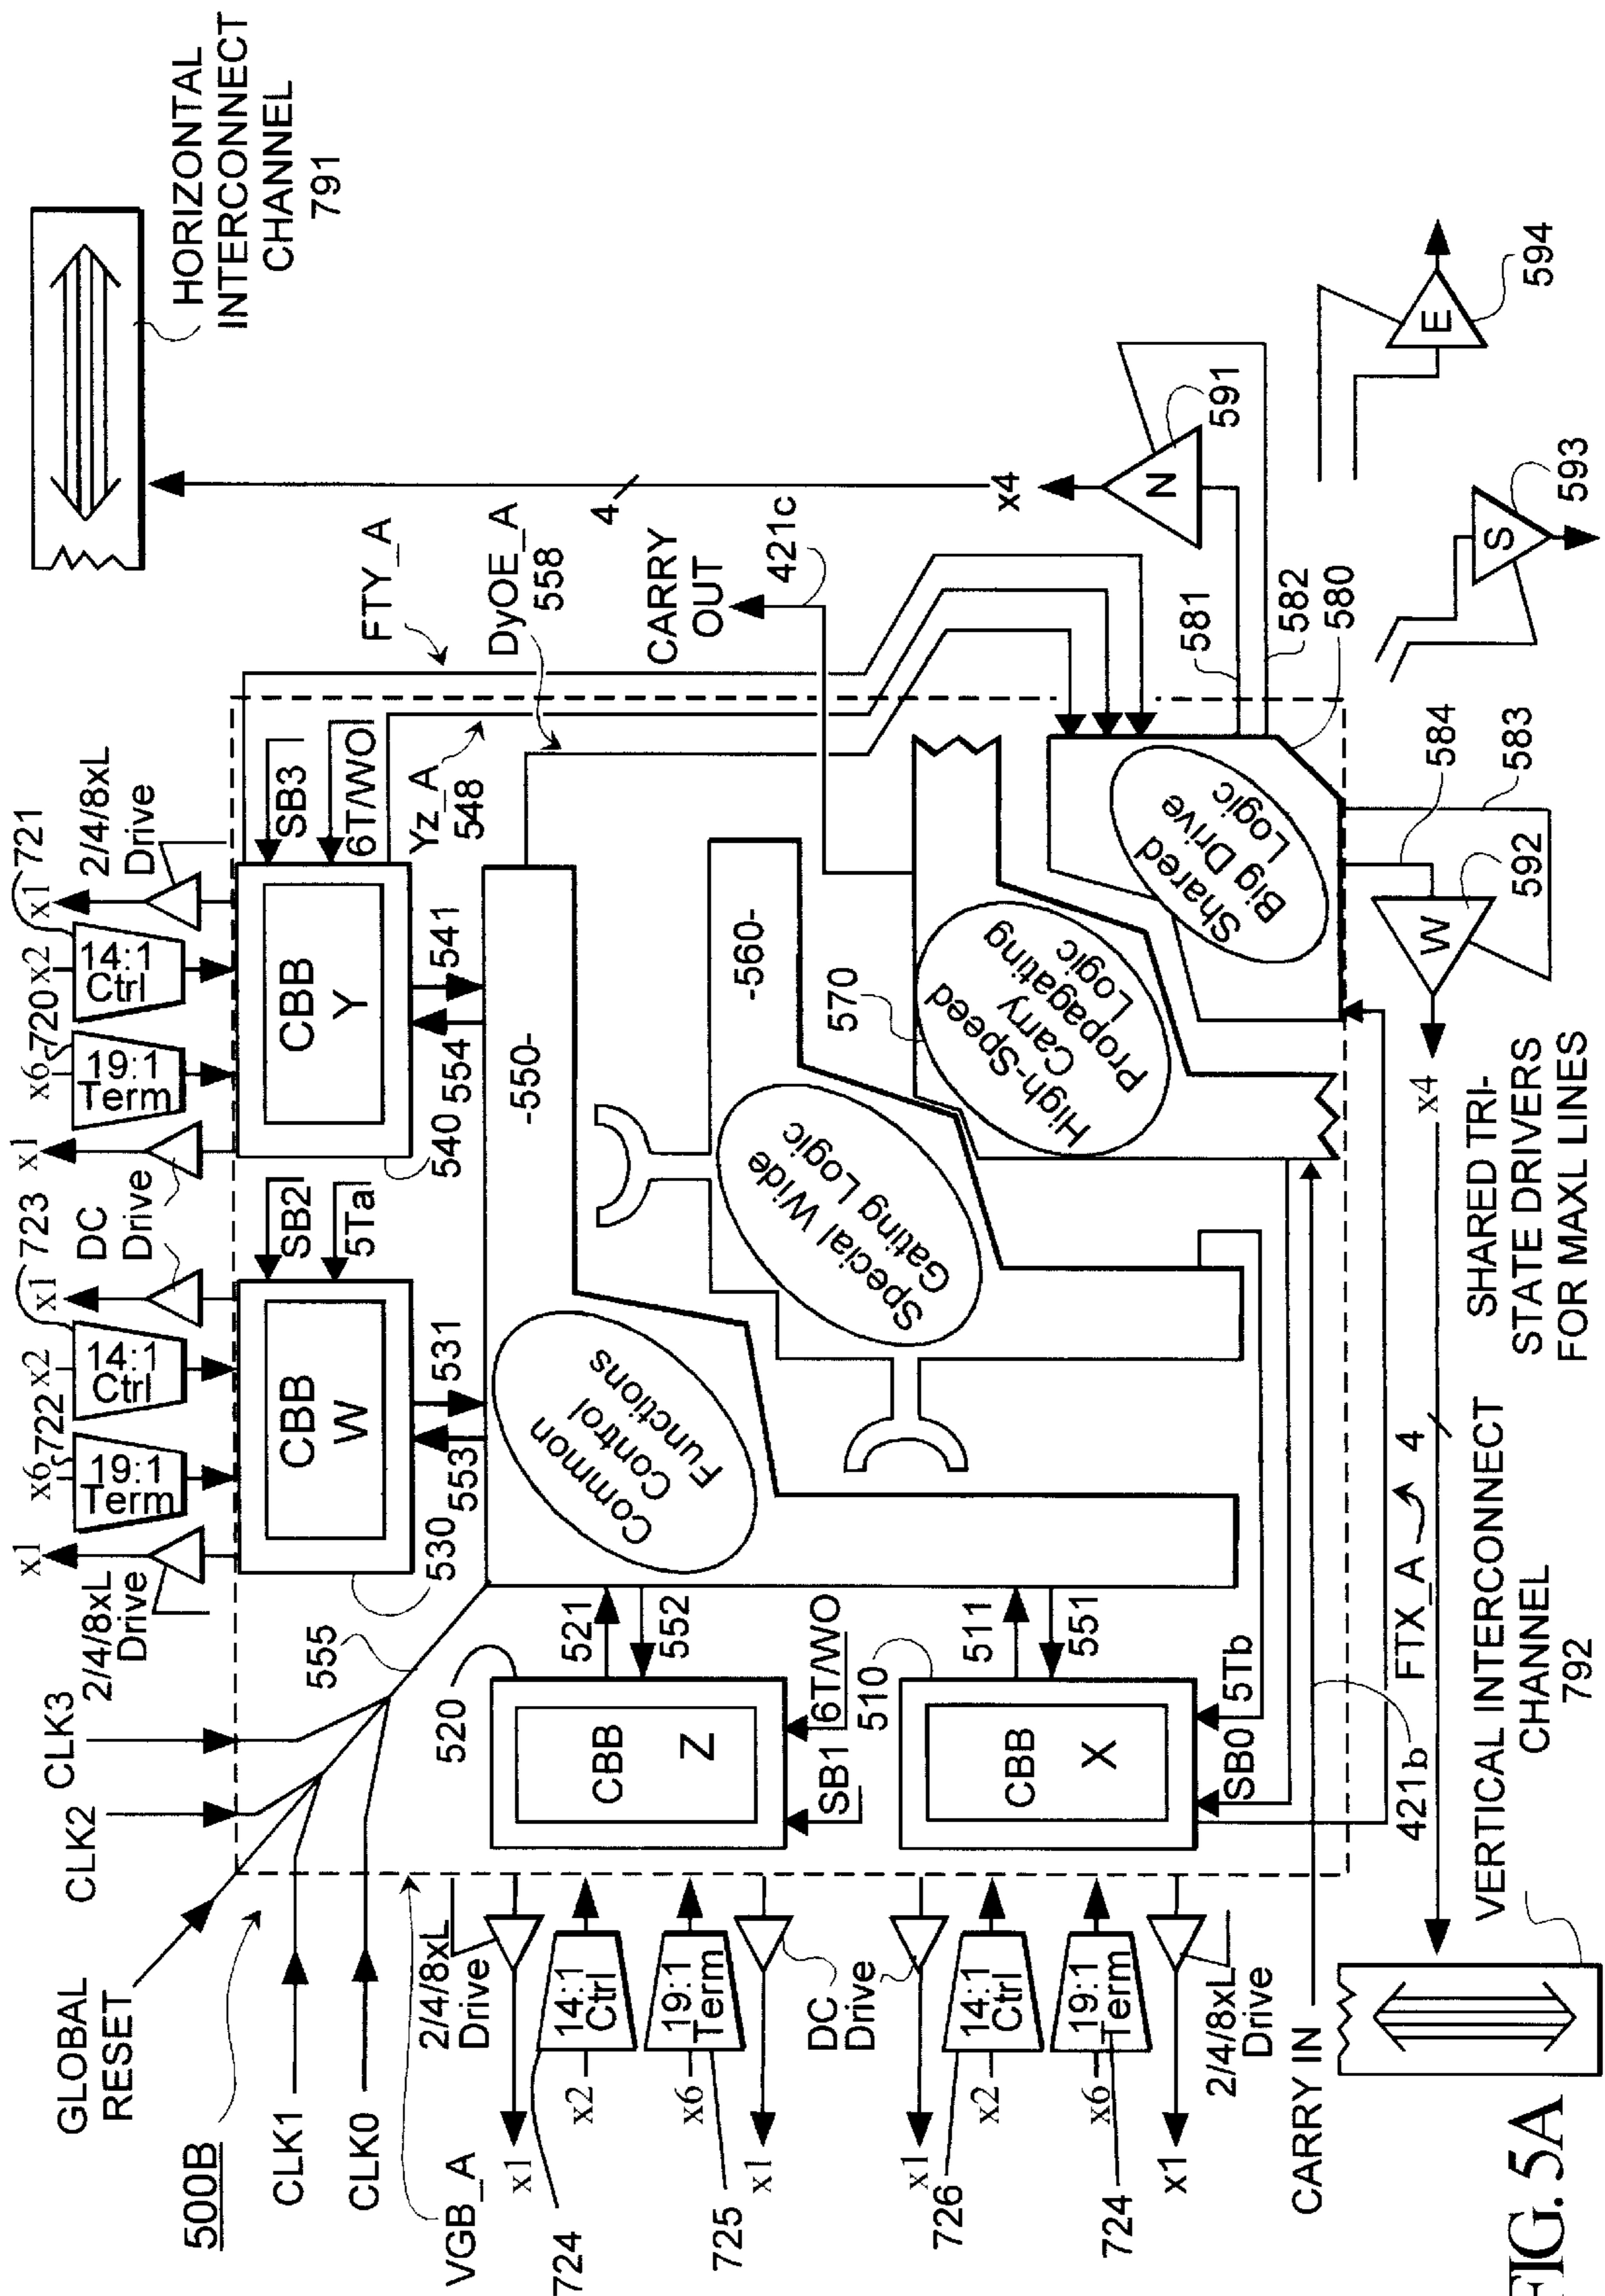 HORIZONTAL
INTERCONNECT
CHANNEL
791
500B
GLOBAL
RESET
CLK1
CLK0
CLK2
CLK3
555
VGB_A
2/4/8xL
Drive
x1
x6
722
19:1
Term
x2
14:1
Ctrl
x1
723
DC
Drive
x1
x6
720
19:1
Term
x2
14:1
Ctrl
x1
721
2/4/8xL
Drive
CBB
W
530
SB2
5Ta
553
531
CBB
Y
540
SB3
6T/WO
554
541
Yz_A
548
FTY_A
DyOE_A
558
CARRY
OUT
421c
4
x4
N
591
-550-
Common
Control
Functions
-560-
Special Wide
Gating Logic
570
High-Speed
Carry
Propagating
Logic
Shared
Big Drive
Logic
581
582
580
584
583
W
592
S
593
E
594
x4
SHARED TRI-
STATE DRIVERS
FOR MAXL LINES
520
521
552
CBB
Z
SB1
6T/WO
510
511
551
CBB
X
SB0
5Tb
2/4/8xL
Drive
x1
724
14:1
Ctrl
x2
725
19:1
Term
x6
x1
DC
Drive
x1
726
14:1
Ctrl
x2
724
19:1
Term
x6
2/4/8xL
Drive
x1
CARRY IN
421b
FTX_A
4
VERTICAL INTERCONNECT
CHANNEL
792
FIG. 5A